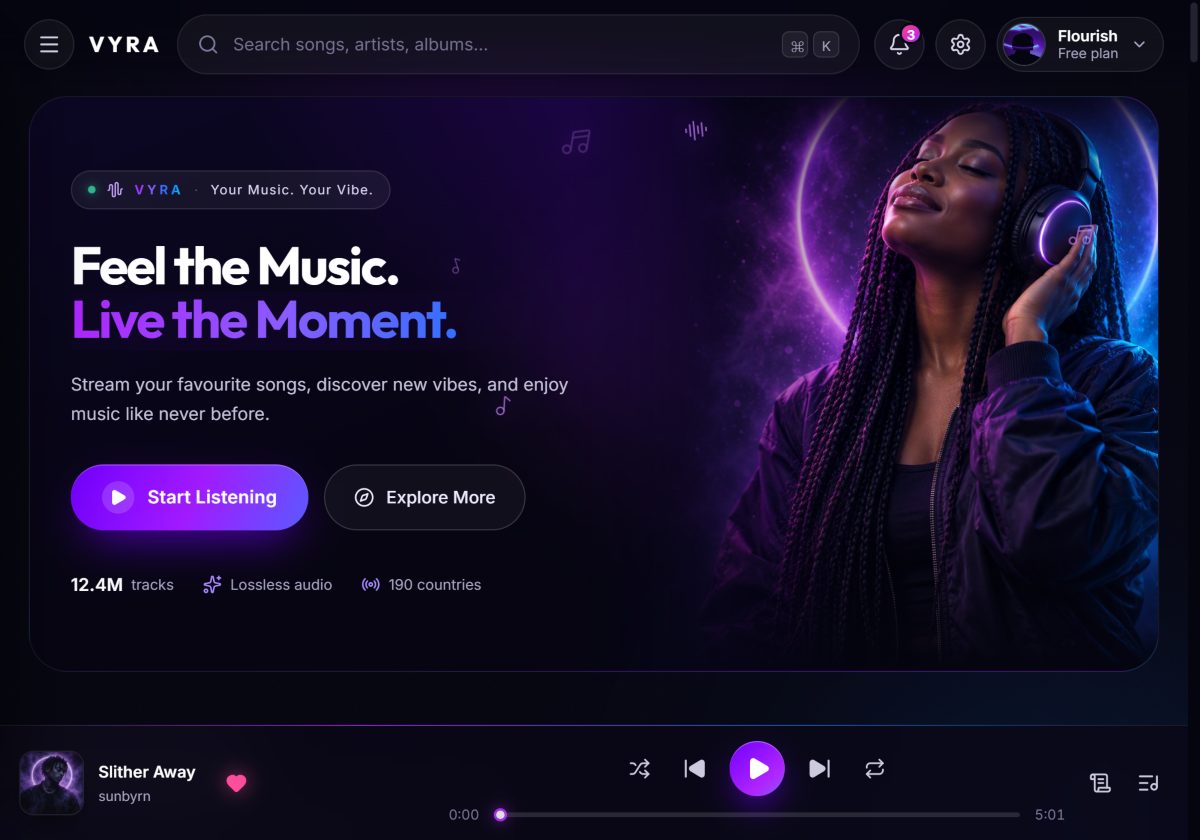 VYRA
Search songs, artists, albums...
⌘ K
3
Flourish
Free plan
VYRA · Your Music. Your Vibe.
Feel the Music.
Live the Moment.
Stream your favourite songs, discover new vibes, and enjoy
music like never before.
Start Listening
Explore More
12.4M tracks
Lossless audio
190 countries
Slither Away
sunbyrn
0:00
5:01